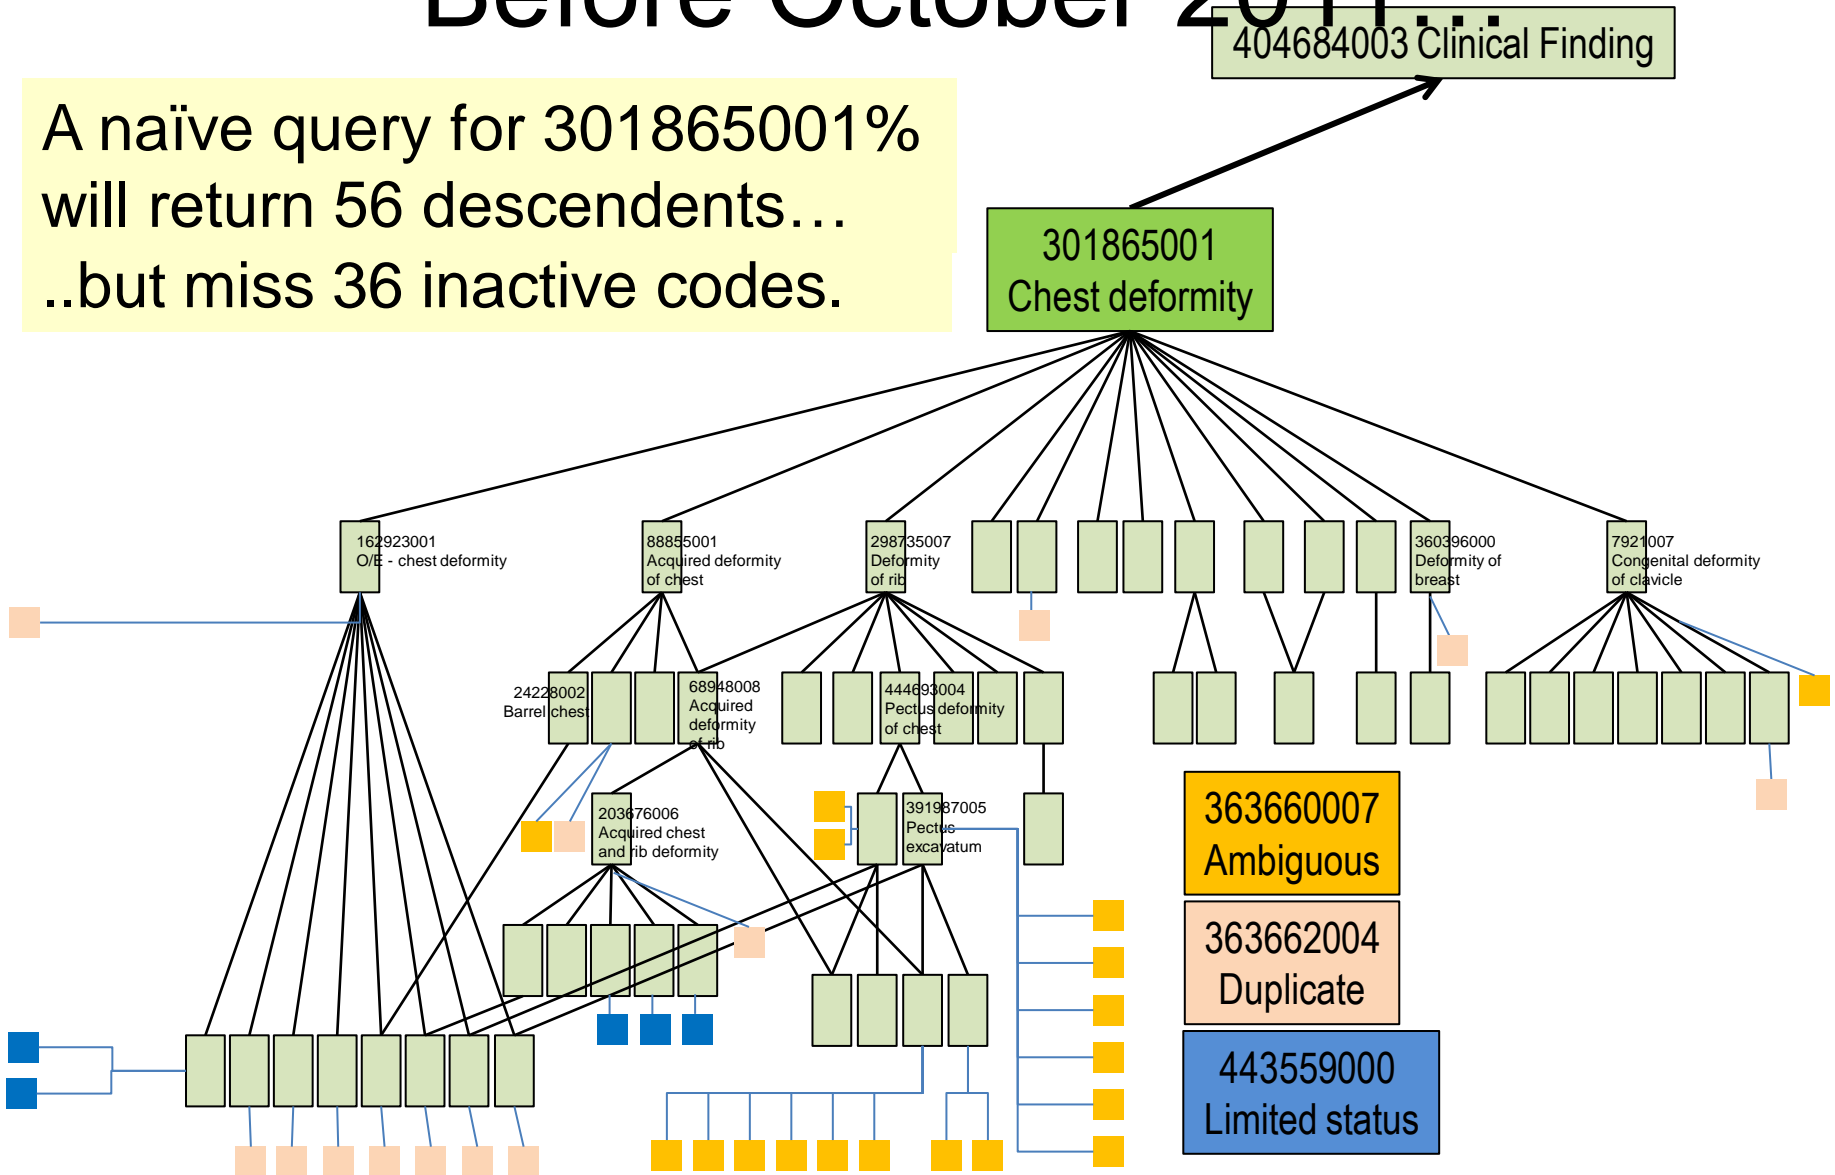 Before October 2011…
404684003 Clinical Finding
A naïve query for 301865001%
will return 56 descendents…
..but miss 36 inactive codes.
301865001
Chest deformity
162923001
O/E - chest deformity
88855001
Acquired deformity
of chest
298735007
Deformity
of rib
360396000
Deformity of
breast
7921007
Congenital deformity
of clavicle
24228002
Barrel chest
68948008
Acquired
deformity
of rib
444693004
Pectus deformity
of chest
203676006
Acquired chest
and rib deformity
391987005
Pectus
excavatum
363660007
Ambiguous
363662004
Duplicate
443559000
Limited status